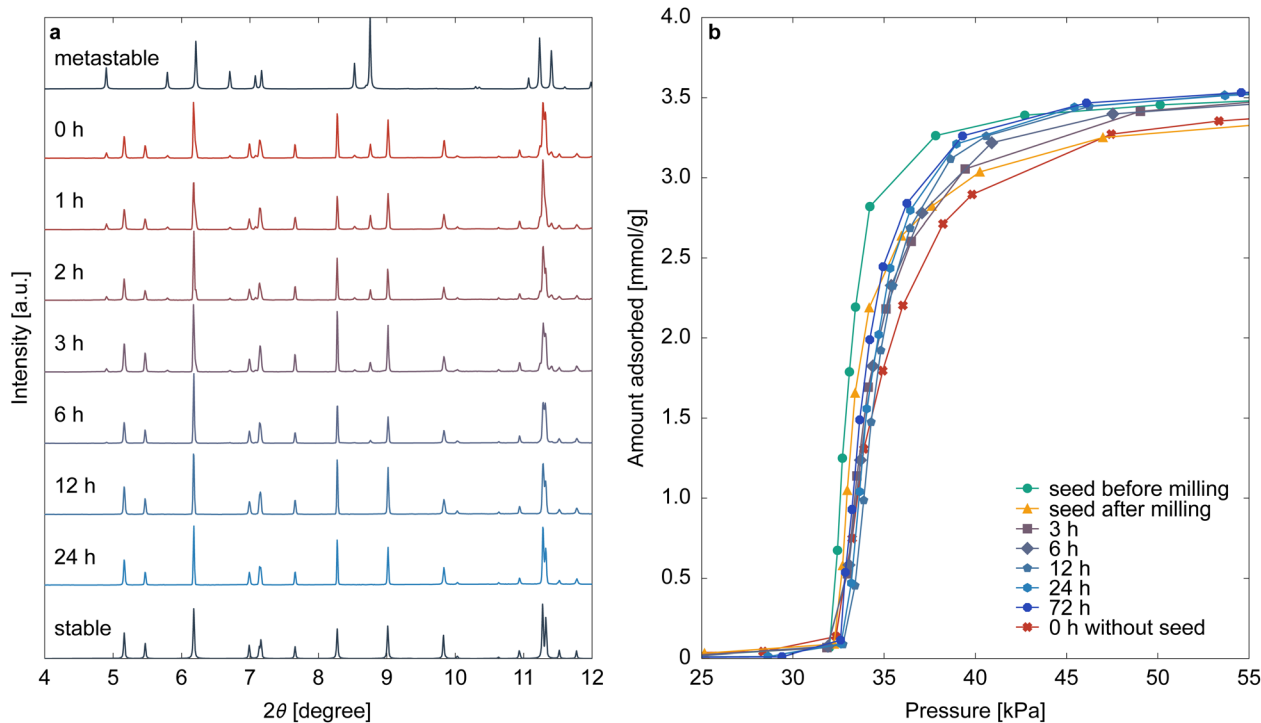 a
metastable
0 h
1 h
2 h
3 h
6 h
12 h
24 h
stable
Intensity [a.u.]
4 5 6 7 8 9 10 11 12
2θ [degree]
b
4.0
3.5
3.0
2.5
2.0
1.5
1.0
0.5
0
Amount adsorbed [mmol/g]
seed before milling
seed after milling
3 h
6 h
12 h
24 h
72 h
0 h without seed
25 30 35 40 45 50 55
Pressure [kPa]